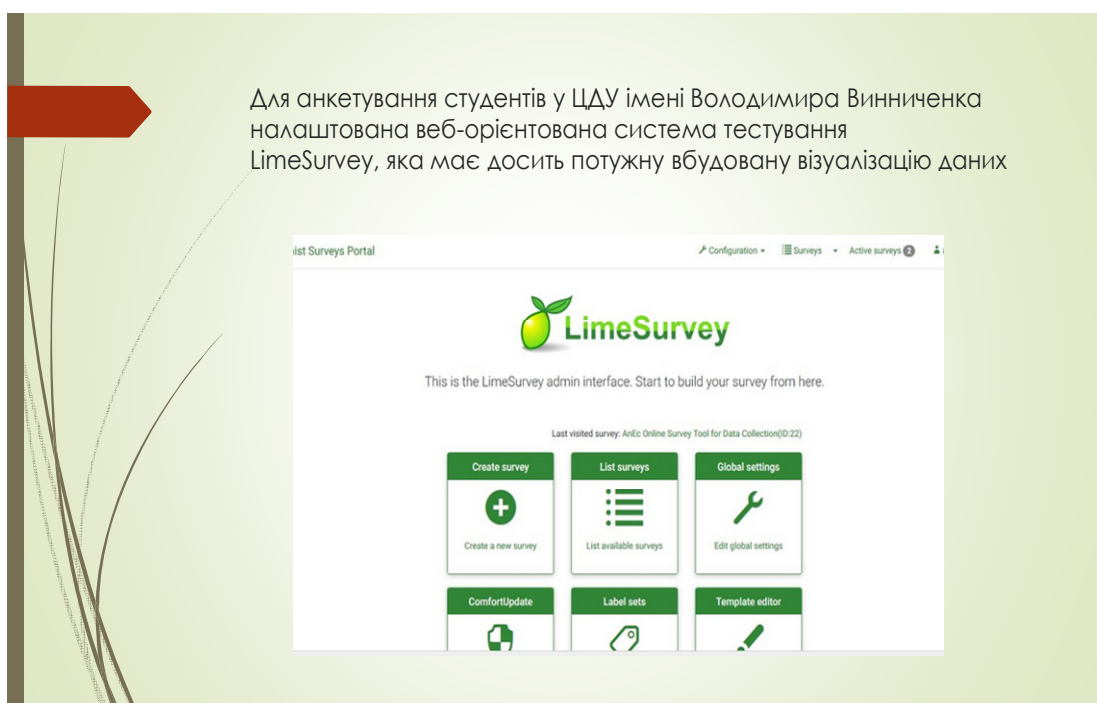 Для анкетування студентів у ЦДУ імені Володимира Винниченка
налаштована веб-орієнтована система тестування
LimeSurvey, яка має досить потужну вбудовану візуалізацію даних
ist Surveys Portal
Configuration
Surveys
Active surveys 2
LimeSurvey
This is the LimeSurvey admin interface. Start to build your survey from here.
Last visited survey: AnEc Online Survey Tool for Data Collection(ID:22)
Create survey
List surveys
Global settings
Create a new survey
List available surveys
Edit global settings
ComfortUpdate
Label sets
Template editor